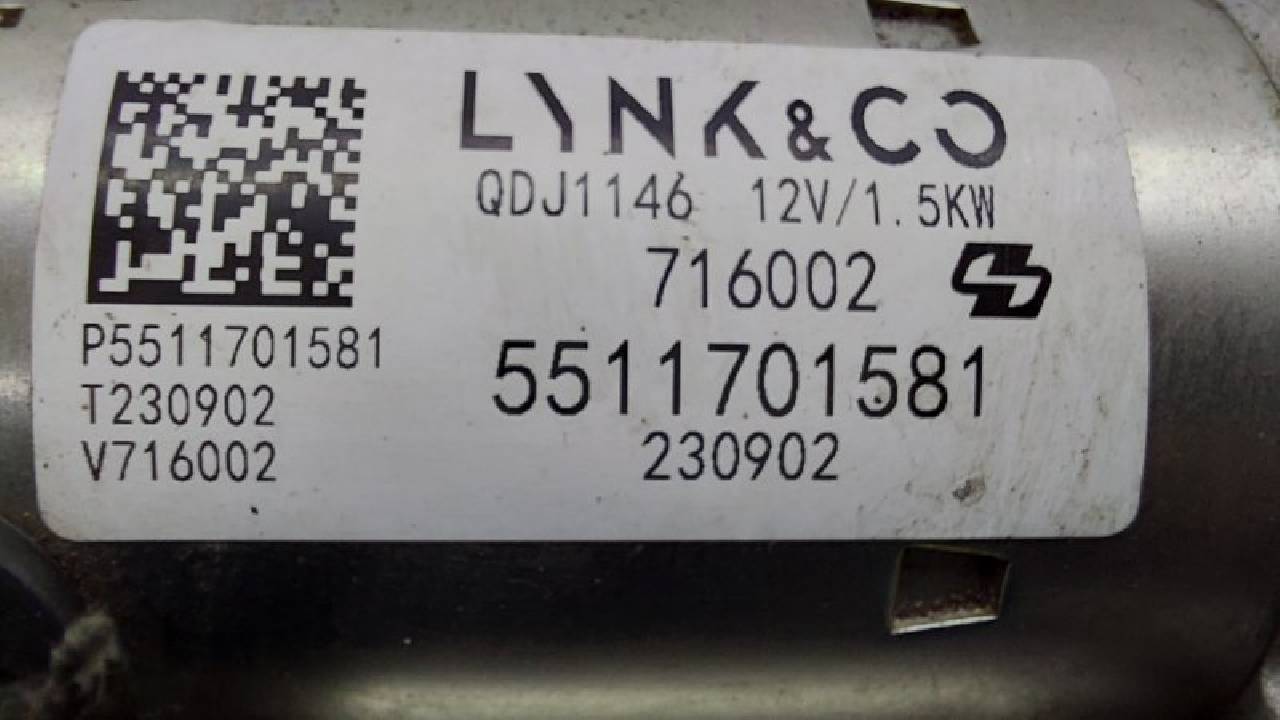 LYNK & CO
QDJ1146 12V/1.5KW
716002
P5511701581
5511701581
T230902
230902
V716002